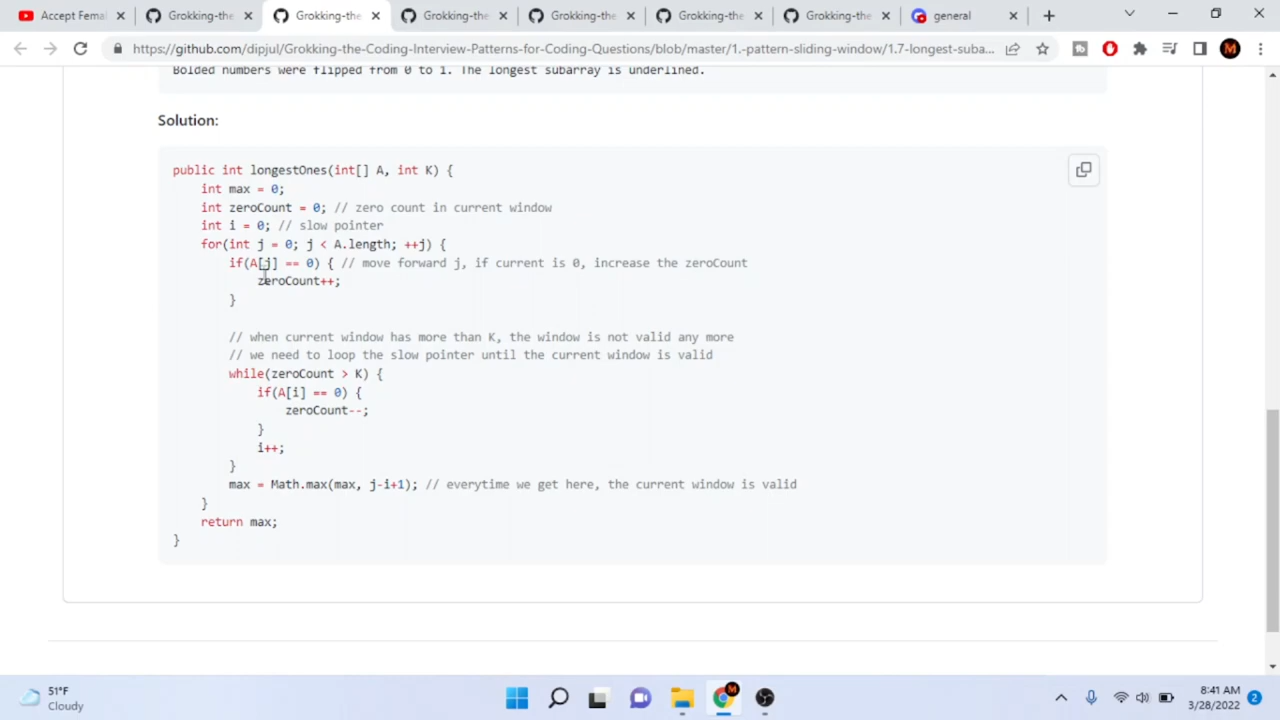 Accept Femal
Grokking-the-
Grokking-the-
Grokking-the-
Grokking-the-
Grokking-the-
Grokking-the-
general
https://github.com/dipjul/Grokking-the-Coding-Interview-Patterns-for-Coding-Questions/blob/master/1.-pattern-sliding-window/1.7-longest-suba...
Bolded numbers were flipped from 0 to 1. The longest subarray is underlined.
Solution:
public int longestOnes(int[] A, int K) {
int max = 0;
int zeroCount = 0; // zero count in current window
int i = 0; // slow pointer
for(int j = 0; j < A.length; ++j) {
if(A[j] == 0) { // move forward j, if current is 0, increase the zeroCount
zeroCount++;
}
// when current window has more than K, the window is not valid any more
// we need to loop the slow pointer until the current window is valid
while(zeroCount > K) {
if(A[i] == 0) {
zeroCount--;
}
i++;
}
max = Math.max(max, j-i+1); // everytime we get here, the current window is valid
}
return max;
}
51°F
Cloudy
8:41 AM
3/28/2022
2